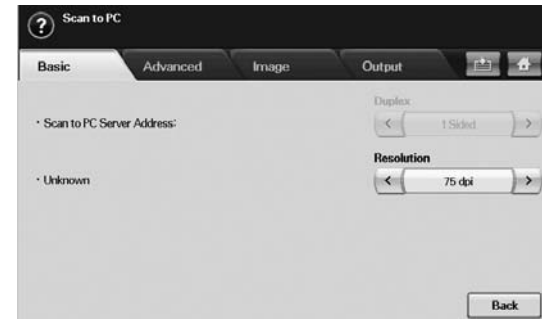 ? Scan to PC
Basic Advanced Image Output
Duplex
· Scan to PC Server Address:
< 1 Sided >
Resolution
· Unknown
< 75 dpi >
Back